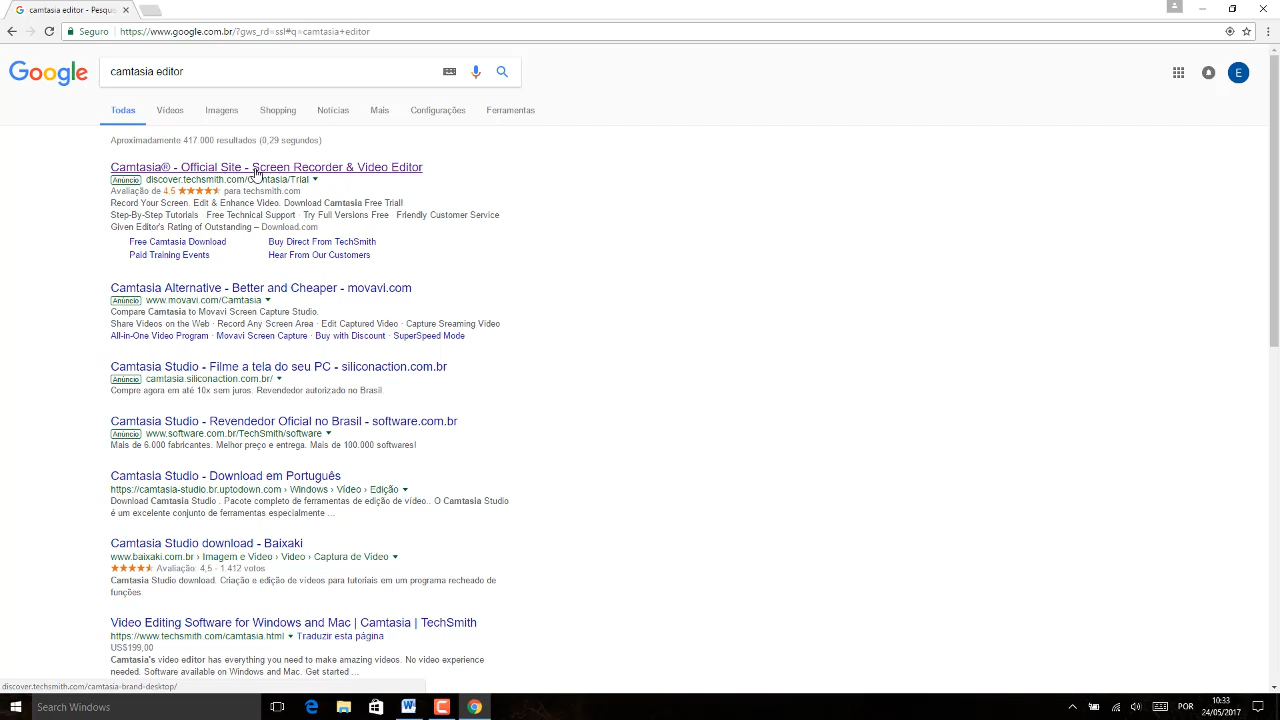 camtasia editor - Pesqu
Seguro
https://www.google.com.br/?gws_rd=ssl#q=camtasia+editor
Google
camtasia editor
E
Todas Vídeos Imagens Shopping Notícias Mais Configurações Ferramentas
Aproximadamente 417.000 resultados (0,29 segundos)
Camtasia® - Official Site - Screen Recorder & Video Editor
Anúncio discover.techsmith.com/Camtasia/Trial
Avaliação de 4,5 para techsmith.com
Record Your Screen. Edit & Enhance Video. Download Camtasia Free Trial!
Step-By-Step Tutorials · Free Technical Support · Try Full Versions Free · Friendly Customer Service
Given Editor's Rating of Outstanding – Download.com
Free Camtasia Download Buy Direct From TechSmith
Paid Training Events Hear From Our Customers
Camtasia Alternative - Better and Cheaper - movavi.com
Anúncio www.movavi.com/Camtasia
Compare Camtasia to Movavi Screen Capture Studio.
Share Videos on the Web · Record Any Screen Area · Edit Captured Video · Capture Sreaming Video
All-in-One Video Program · Movavi Screen Capture · Buy with Discount · SuperSpeed Mode
Camtasia Studio - Filme a tela do seu PC - siliconaction.com.br
Anúncio camtasia.siliconaction.com.br/
Compre agora em até 10x sem juros. Revendedor autorizado no Brasil.
Camtasia Studio - Revendedor Oficial no Brasil - software.com.br
Anúncio www.software.com.br/TechSmith/software
Mais de 6.000 fabricantes. Melhor preço e entrega. Mais de 100.000 softwares!
Camtasia Studio - Download em Português
https://camtasia-studio.br.uptodown.com › Windows › Vídeo › Edição
Download Camtasia Studio . Pacote completo de ferramentas de edição de vídeo.. O Camtasia Studio
é um excelente conjunto de ferramentas especialmente ...
Camtasia Studio download - Baixaki
www.baixaki.com.br › Imagem e Vídeo › Vídeo › Captura de Vídeo
Avaliação: 4,5 - 1.412 votos
Camtasia Studio download. Criação e edição de vídeos para tutoriais em um programa recheado de
funções.
Video Editing Software for Windows and Mac | Camtasia | TechSmith
https://www.techsmith.com/camtasia.html Traduzir esta página
US$199,00
Camtasia's video editor has everything you need to make amazing videos. No video experience
needed. Software available on Windows and Mac. Get started ...
discover.techsmith.com/camtasia-brand-desktop/
Search Windows
POR
10:33
24/05/2017